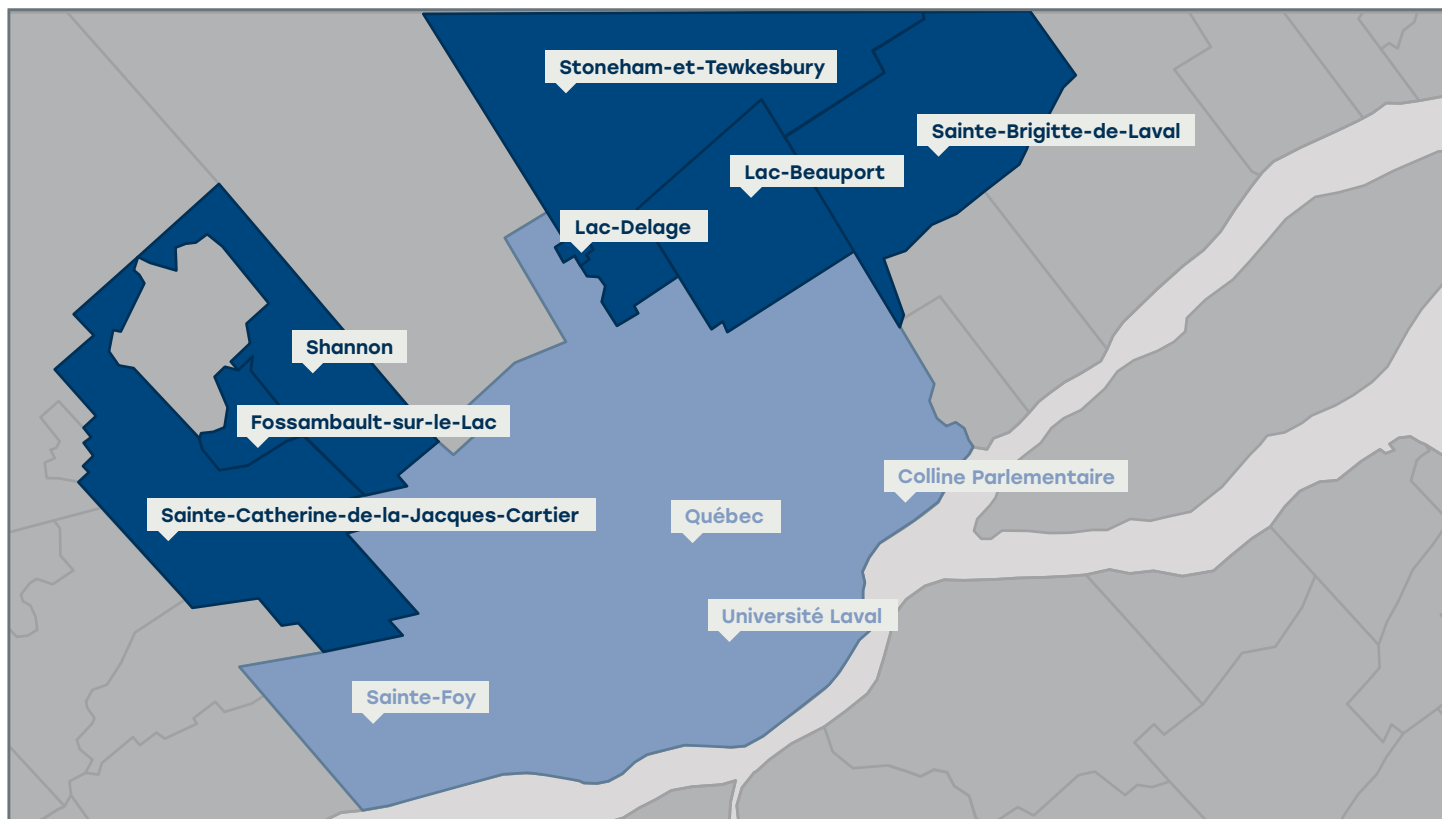 Stoneham-et-Tewkesbury
Sainte-Brigitte-de-Laval
Lac-Beauport
Lac-Delage
Shannon
Fossambault-sur-le-Lac
Colline Parlementaire
Sainte-Catherine-de-la-Jacques-Cartier
Québec
Université Laval
Sainte-Foy